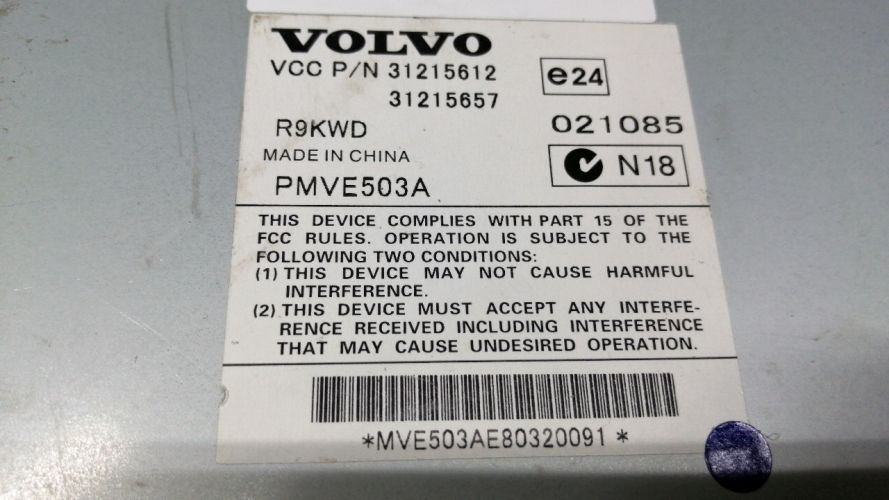 VOLVO
VCC P/N 31215612
31215657
e24
R9KWD
021085
MADE IN CHINA
N18
PMVE503A
THIS DEVICE COMPLIES WITH PART 15 OF THE
FCC RULES. OPERATION IS SUBJECT TO THE
FOLLOWING TWO CONDITIONS:
(1) THIS DEVICE MAY NOT CAUSE HARMFUL
INTERFERENCE.
(2) THIS DEVICE MUST ACCEPT ANY INTERFE-
RENCE RECEIVED INCLUDING INTERFERENCE
THAT MAY CAUSE UNDESIRED OPERATION.
*MVE503AE80320091*